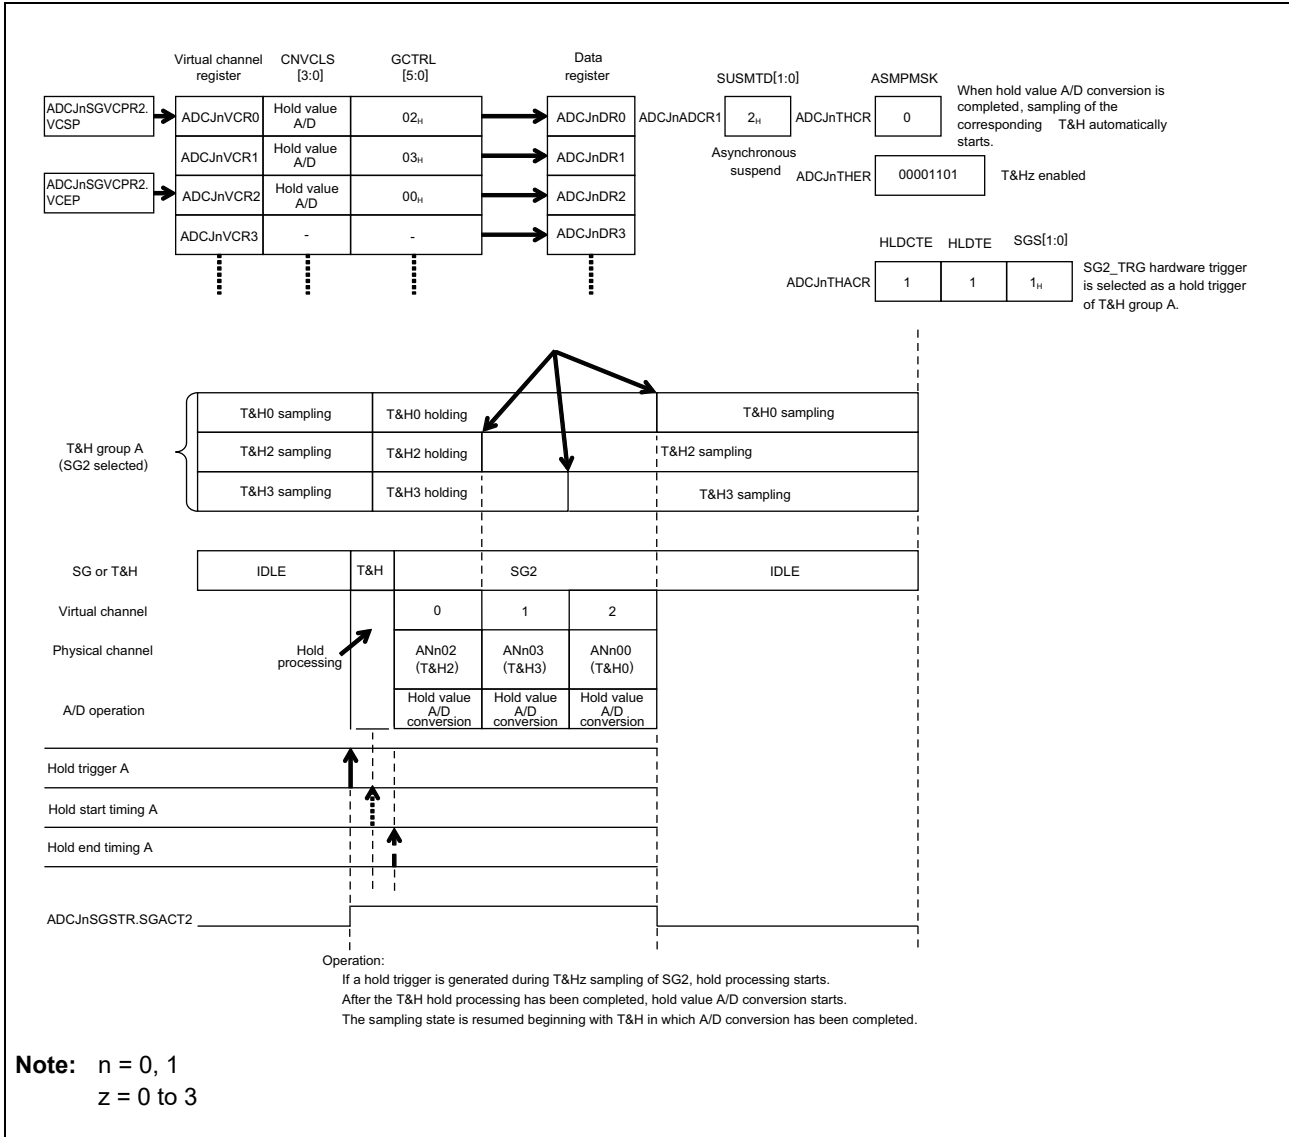 Virtual channel register
CNVCLS [3:0]
GCTRL [5:0]
Data register
ADCJnSGVCPR2. VCSP
ADCJnVCR0
Hold value A/D
02H
ADCJnDR0
ADCJnVCR1
Hold value A/D
03H
ADCJnDR1
ADCJnSGVCPR2. VCEP
ADCJnVCR2
Hold value A/D
00H
ADCJnDR2
ADCJnVCR3
-
-
ADCJnDR3
SUSMTD[1:0]
ADCJnADCR1
2H
Asynchronous suspend
ASMPMSK
ADCJnTHCR
0
When hold value A/D conversion is
completed, sampling of the
corresponding T&H automatically
starts.
ADCJnTHER
00001101
T&Hz enabled
HLDCTE
HLDTE
SGS[1:0]
ADCJnTHACR
1
1
1H
SG2_TRG hardware trigger
is selected as a hold trigger
of T&H group A.
T&H group A
(SG2 selected)
T&H0 sampling
T&H0 holding
T&H0 sampling
T&H2 sampling
T&H2 holding
T&H2 sampling
T&H3 sampling
T&H3 holding
T&H3 sampling
SG or T&H
IDLE
T&H
SG2
IDLE
Virtual channel
0
1
2
Physical channel
Hold processing
ANn02 (T&H2)
ANn03 (T&H3)
ANn00 (T&H0)
A/D operation
Hold value A/D conversion
Hold value A/D conversion
Hold value A/D conversion
Hold trigger A
Hold start timing A
Hold end timing A
ADCJnSGSTR.SGACT2
Operation:
If a hold trigger is generated during T&Hz sampling of SG2, hold processing starts.
After the T&H hold processing has been completed, hold value A/D conversion starts.
The sampling state is resumed beginning with T&H in which A/D conversion has been completed.
Note: n = 0, 1
z = 0 to 3